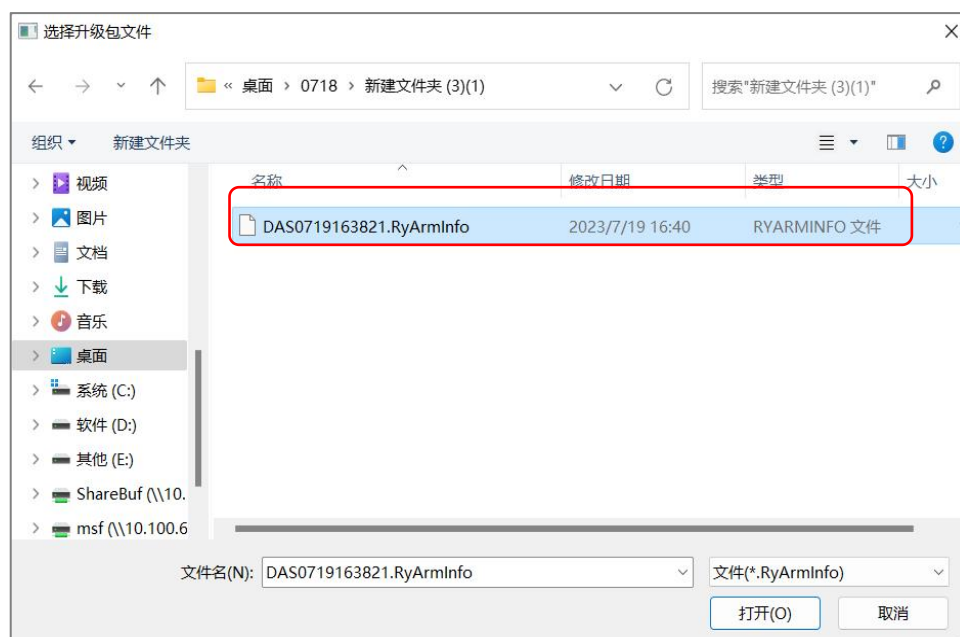 选择升级包文件
« 桌面 › 0718 › 新建文件夹 (3)(1)
搜索"新建文件夹 (3)(1)"
组织
新建文件夹
名称 修改日期 类型 大小
DAS0719163821.RyArmInfo 2023/7/19 16:40 RYARMINFO 文件
视频
图片
文档
下载
音乐
桌面
系统 (C:)
软件 (D:)
其他 (E:)
ShareBuf (\\10.
msf (\\10.100.6
文件名(N): DAS0719163821.RyArmInfo 文件(*.RyArmInfo)
打开(O) 取消